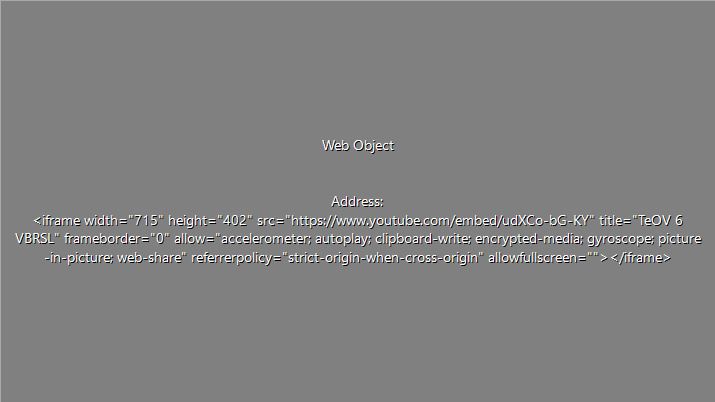 Web Object
Address:
<iframe width="715" height="402" src="https://www.youtube.com/embed/udXCo-bG-KY" title="TeOV 6
VBRSL" frameborder="0" allow="accelerometer; autoplay; clipboard-write; encrypted-media; gyroscope; picture
-in-picture; web-share" referrerpolicy="strict-origin-when-cross-origin" allowfullscreen=""></iframe>